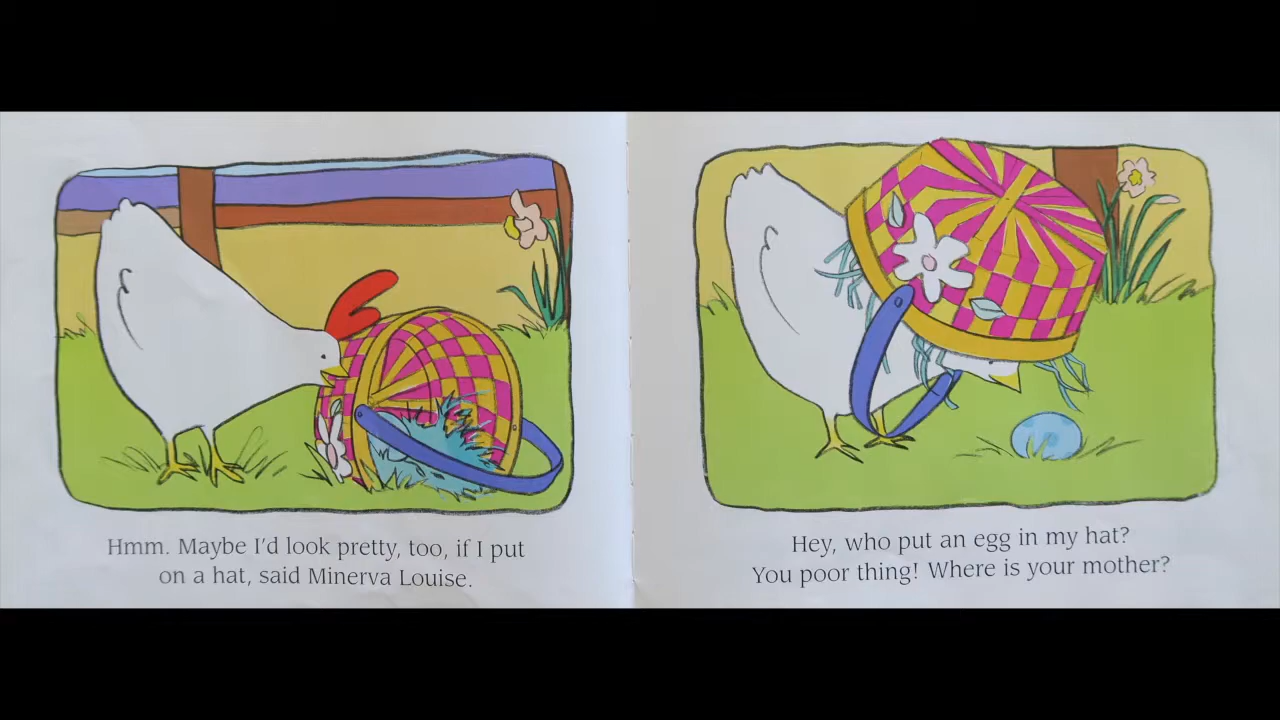 Hmm. Maybe I'd look pretty, too, if I put
on a hat, said Minerva Louise.
Hey, who put an egg in my hat?
You poor thing! Where is your mother?